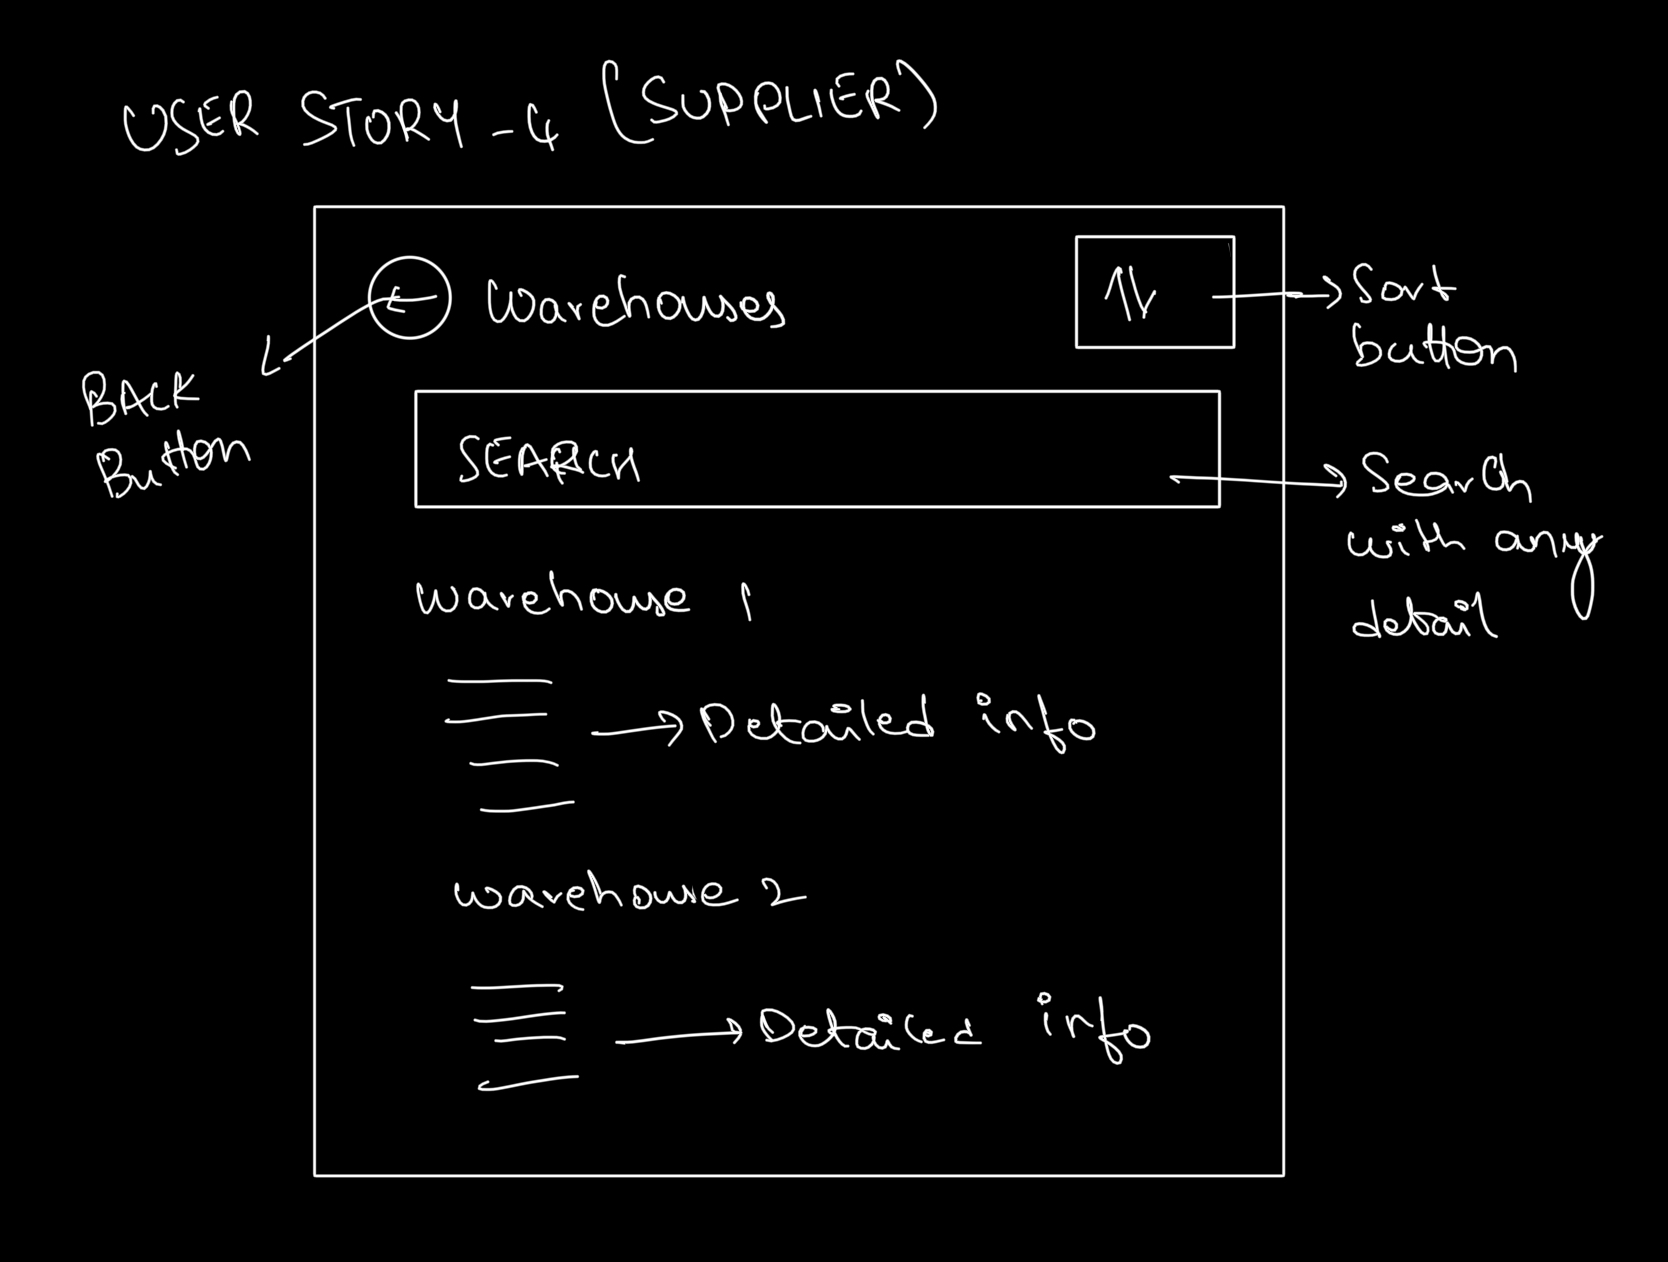 USER STORY - 4 (SUPPLIER)
Warehouses
Sort
button
BACK
Button
SEARCH
Search
with any
detail
warehouse 1
Detailed info
warehouse 2
Detailed info